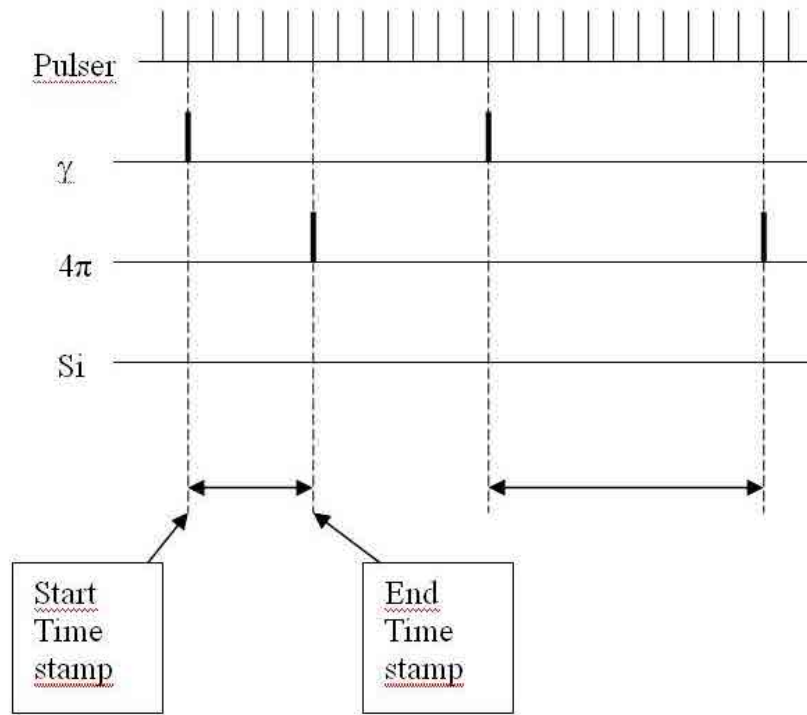 Pulser
γ
4π
Si
Start
Time
stamp
End
Time
stamp